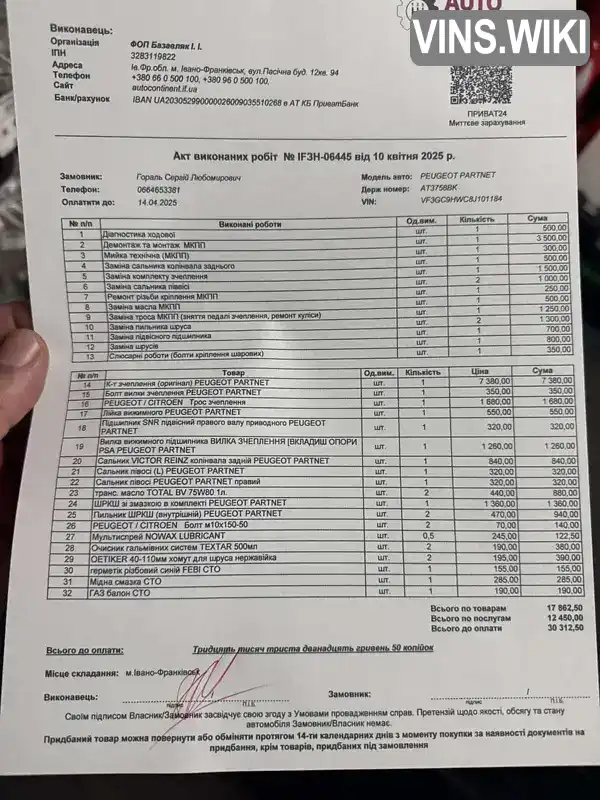 AUTO
VINS.WIKI
Виконавець:
Організація ФОП Базавляк І. І.
ІПН 3283119822
Адреса Ів.Фр.обл. м. Івано-Франківськ, вул.Пасічна буд. 12кв. 94
Телефон +380 66 0 500 100, +380 96 0 500 100,
Сайт autocontinent.if.ua
Банк/рахунок IBAN UA203052990000026009035510268 в АТ КБ ПриватБанк
ПРИВАТ24
Миттєве зарахування
Акт виконаних робіт № IFЗН-06445 від 10 квітня 2025 р.
Замовник: Гораль Сергій Любомирович Модель авто: PEUGEOT PARTNET
Телефон: 0664653381 Держ номер: AT3756BK
Оплатити до: 14.04.2025 VIN: VF3GC9HWC8J101184
№ п/п Виконані роботи Од.вим. Кількість Сума
1 Діагностика ходової шт. 1 500,00
2 Демонтаж та монтаж МКПП шт. 1 3 500,00
3 Мийка технічна (МКПП) шт. 1 300,00
4 Заміна сальника колінвала заднього шт. 1 500,00
5 Заміна комплекту зчеплення шт. 1 1 500,00
6 Заміна сальника півосі шт. 2 1 000,00
7 Ремонт різьби кріплення МКПП шт. 1 250,00
8 Заміна масла МКПП шт. 1 500,00
9 Заміна троса МКПП (зняття педалі зчеплення, ремонт куліси) шт. 1 1 250,00
10 Заміна пильника шруса шт. 2 1 300,00
11 Заміна підвісного підшипника шт. 1 700,00
12 Заміна шрусів шт. 1 800,00
13 Слюсарні роботи (болти кріплення шарових) шт. 1 350,00
№ п/п Товар Од.вим. Кількість Ціна Сума
14 К-т зчеплення (оригінал) PEUGEOT PARTNET шт. 1 7 380,00 7 380,00
15 Болт вилки зчеплення PEUGEOT PARTNET шт. 1 350,00 350,00
16 PEUGEOT / CITROEN Трос зчеплення шт. 1 1 680,00 1 680,00
17 Лійка вижимного PEUGEOT PARTNET шт. 1 550,00 550,00
18 Підшипник SNR підвісний правого валу приводного PEUGEOT PARTNET шт. 1 320,00 320,00
19 Вилка вижимного підшипника ВИЛКА ЗЧЕПЛЕННЯ [ВКЛАДИШ ОПОРИ PSA PEUGEOT PARTNET шт. 1 1 260,00 1 260,00
20 Сальник VICTOR REINZ колінвала задній PEUGEOT PARTNET шт. 1 840,00 840,00
21 Сальник півосі (L) PEUGEOT PARTNET шт. 1 320,00 320,00
22 Сальник півосі PEUGEOT PARTNET правий шт. 1 320,00 320,00
23 транс. масло TOTAL BV 75W80 1л. шт. 2 440,00 880,00
24 ШРКШ зі змазкою в комплекті PEUGEOT PARTNET шт. 1 1 360,00 1 360,00
25 Пильник ШРКШ (внутрішній) PEUGEOT PARTNET шт. 2 470,00 940,00
26 PEUGEOT / CITROEN Болт м10х150-50 шт. 2 70,00 140,00
27 Мультиспрей NOWAX LUBRICANT шт. 0,5 245,00 122,50
28 Очисник гальмівних систем TEXTAR 500мл шт. 2 190,00 380,00
29 OETIKER 40-110мм хомут для шруса нержавійка шт. 2 195,00 390,00
30 герметік різбовий синій FEBI СТО шт. 1 155,00 155,00
31 Мідна смазка СТО шт. 1 285,00 285,00
32 ГАЗ балон СТО шт. 1 190,00 190,00
Всього по товарам 17 862,50
Всього по послугам 12 450,00
Всього до оплати 30 312,50
Всього до оплати: Тридцять тисяч триста дванадцять гривень 50 копійок
Місце складання: м.Івано-Франківськ
Виконавець: Замовник: /
підпис П.І.Б. підпис П.І.Б.
Своїм підписом Власник/Замовник засвідчує свою згоду з Умовами провадженням справ. Претензій щодо якості, обсягу та стану
автомобіля Замовник/Власник немає.
Придбаний товар можна повернути або обміняти протягом 14-ти календарних днів з моменту покупки за наявності документів на
придбання, крім товарів, придбаних під замовлення